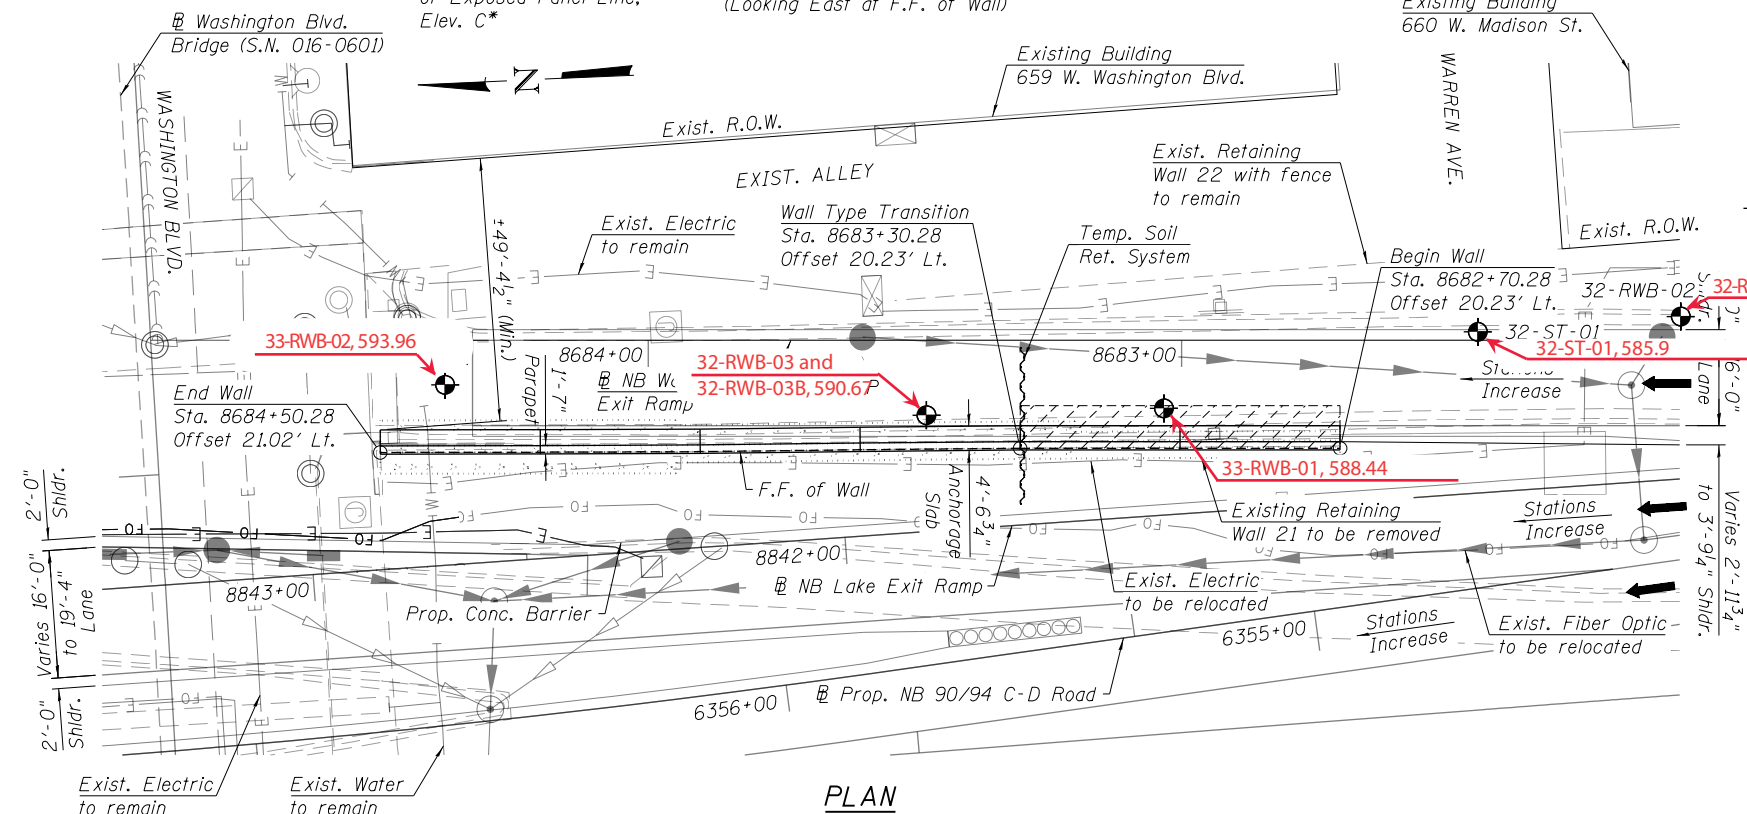 or Exposed Panel Line,
Elev. C*
(Looking East at F.F. of Wall)
Existing Building
660 W. Madison St.
℄ Washington Blvd.
Bridge (S.N. 016-0601)
N
Existing Building
659 W. Washington Blvd.
WARREN AVE.
WASHINGTON BLVD.
Exist. R.O.W.
EXIST. ALLEY
Exist. Retaining
Wall 22 with fence
to remain
±49'-4½" (Min.)
Exist. Electric
to remain
Wall Type Transition
Sta. 8683+30.28
Offset 20.23' Lt.
Temp. Soil
Ret. System
Exist. R.O.W.
Begin Wall
Sta. 8682+70.28
Offset 20.23' Lt.
32-RWB-02
32-R
32-ST-01
32-ST-01, 585.9
33-RWB-02, 593.96
8684+00
8683+00
32-RWB-03 and
32-RWB-03B, 590.67
P
℄ NB W
Exit Ramp
Parapet
1'-7"
Stations
Increase
Lane
6'-0"
End Wall
Sta. 8684+50.28
Offset 21.02' Lt.
33-RWB-01, 588.44
2'-0"
Shldr.
F.F. of Wall
Anchorage
Slab
4'-6¾"
Existing Retaining
Wall 21 to be removed
Stations
Increase
Varies 2'-11¾"
to 3'-9¼" Shldr.
8842+00
8843+00
℄ NB Lake Exit Ramp
Exist. Electric
to be relocated
Varies 16'-0"
to 19'-4"
Lane
Prop. Conc. Barrier
6355+00
Stations
Increase
Exist. Fiber Optic
to be relocated
2'-0"
Shldr.
6356+00
℄ Prop. NB 90/94 C-D Road
Exist. Electric
to remain
Exist. Water
to remain
PLAN